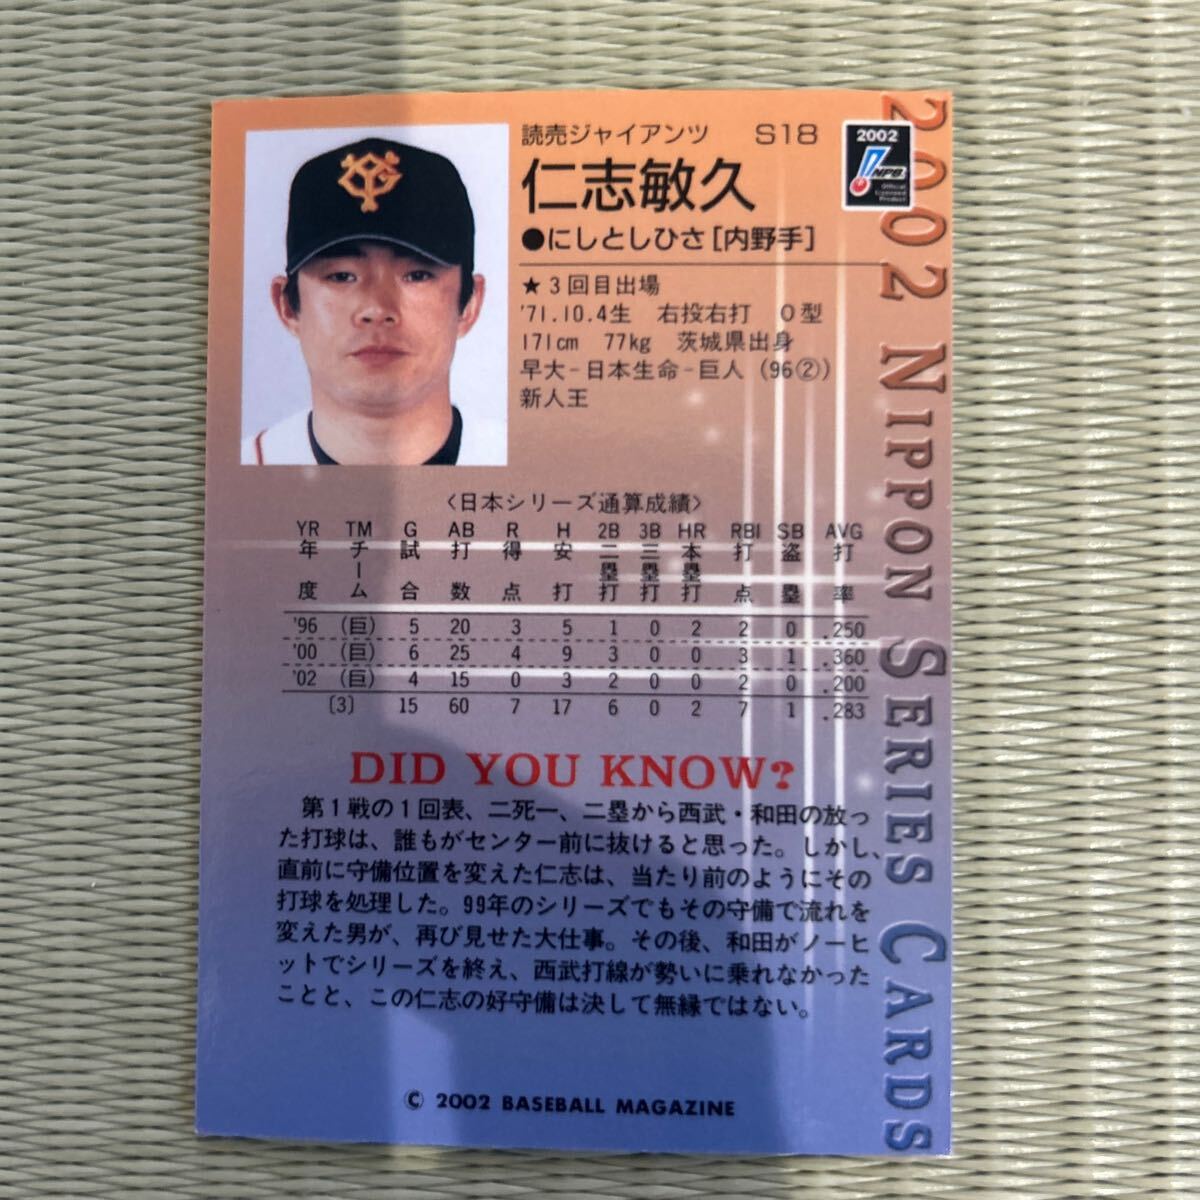 読売ジャイアンツ S18
仁志敏久
●にしとしひさ[内野手]
★3回目出場
'71.10.4生 右投右打 O型
171cm 77kg 茨城県出身
早大-日本生命-巨人(96②)
新人王
2002
NPB
Official
Licensed
Product
YG
〈日本シリーズ通算成績〉
YR TM G AB R H 2B 3B HR RBI SB AVG
年度 チーム 試合 打数 得点 安打 二塁打 三塁打 本塁打 打点 盗塁 打率
'96 (巨) 5 20 3 5 1 0 2 2 0 .250
'00 (巨) 6 25 4 9 3 0 0 3 1 .360
'02 (巨) 4 15 0 3 2 0 0 2 0 .200
[3] 15 60 7 17 6 0 2 7 1 .283
DID YOU KNOW?
第1戦の1回表、二死一、二塁から西武・和田の放っ
た打球は、誰もがセンター前に抜けると思った。しかし、
直前に守備位置を変えた仁志は、当たり前のようにその
打球を処理した。99年のシリーズでもその守備で流れを
変えた男が、再び見せた大仕事。その後、和田がノーヒ
ットでシリーズを終え、西武打線が勢いに乗れなかった
ことと、この仁志の好守備は決して無縁ではない。
© 2002 BASEBALL MAGAZINE
2002 NIPPON SERIES CARDS